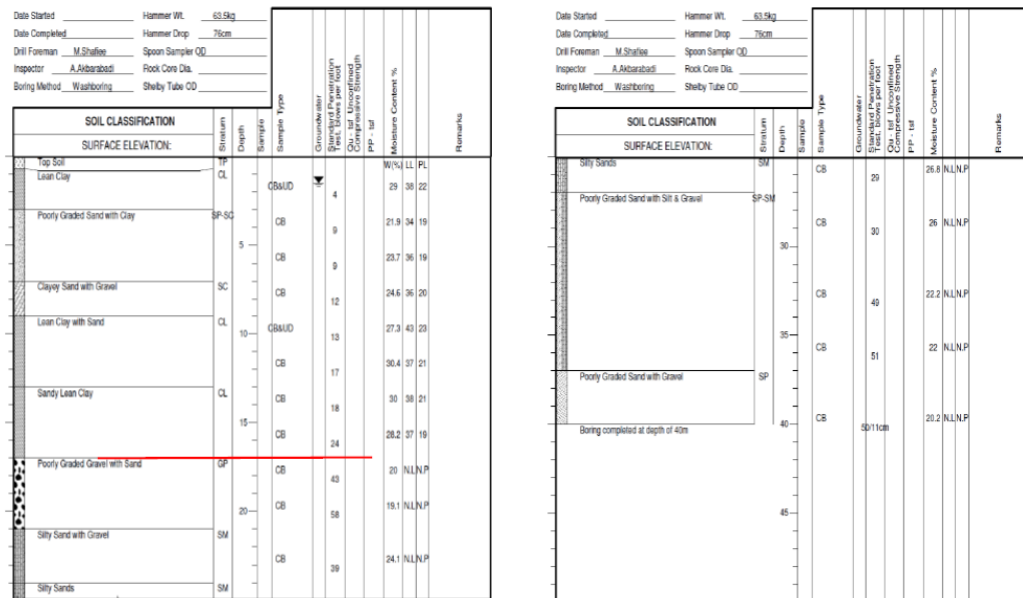 Date Started Hammer Wt. 63.5kg
Date Completed Hammer Drop 76cm
Drill Foreman M.Shafiee Spoon Sampler OD
Inspector A.Akbarabadi Rock Core Dia.
Boring Method Washboring Shelby Tube OD
SOIL CLASSIFICATION
SURFACE ELEVATION:
Stratum
Depth
Sample
Sample Type
Groundwater
Standard Penetration
Test, blows per foot
Qu - tsf Unconfined
Compressive Strength
PP - tsf
Moisture Content %
Remarks
W(%) LL PL
Top Soil TP
Lean Clay CL CB&UD 4 29 38 22
Poorly Graded Sand with Clay SP-SC CB 9 21.9 34 19
5
CB 9 23.7 36 19
Clayey Sand with Gravel SC CB 12 24.6 36 20
Lean Clay with Sand CL CB&UD 13 27.3 43 23
10
CB 17 30.4 37 21
Sandy Lean Clay CL CB 18 30 38 21
15
CB 24 28.2 37 19
Poorly Graded Gravel with Sand GP CB 43 20 N.L N.P
CB 58 19.1 N.L N.P
20
Silty Sand with Gravel SM CB 39 24.1 N.L N.P
Silty Sands SM
Date Started Hammer Wt. 63.5kg
Date Completed Hammer Drop 76cm
Drill Foreman M.Shafiee Spoon Sampler OD
Inspector A.Akbarabadi Rock Core Dia.
Boring Method Washboring Shelby Tube OD
SOIL CLASSIFICATION
SURFACE ELEVATION:
Stratum
Depth
Sample
Sample Type
Groundwater
Standard Penetration
Test, blows per foot
Qu - tsf Unconfined
Compressive Strength
PP - tsf
Moisture Content %
Remarks
Silty Sands SM CB 29 26.8 N.L N.P
Poorly Graded Sand with Silt & Gravel SP-SM CB 30 26 N.L N.P
30
CB 49 22.2 N.L N.P
35
CB 51 22 N.L N.P
Poorly Graded Sand with Gravel SP CB 50/11cm 20.2 N.L N.P
40
Boring completed at depth of 40m
45